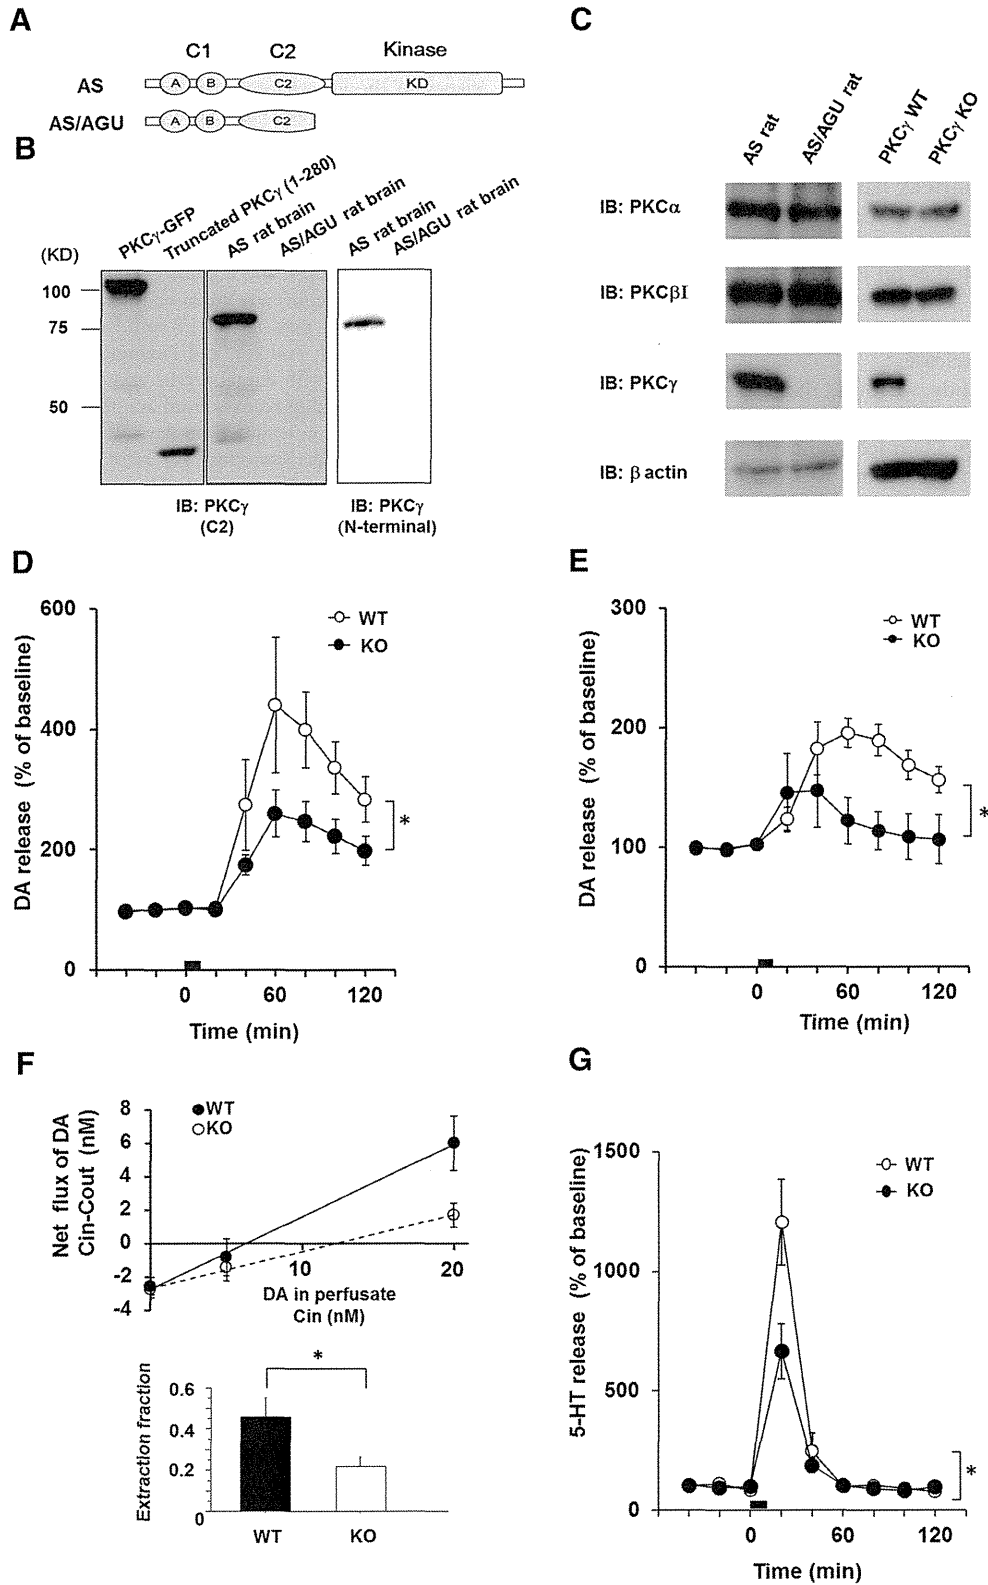 A
C1 C2 Kinase
AS A B C2 KD
AS/AGU A B C2
B
PKCγ-GFP
Truncated PKCγ (1-280)
AS rat brain
AS/AGU rat brain
AS rat brain
AS/AGU rat brain
(KD)
100
75
50
IB: PKCγ
(C2)
IB: PKCγ
(N-terminal)
C
AS rat
AS/AGU rat
PKCγ WT
PKCγ KO
IB: PKCα
IB: PKCβI
IB: PKCγ
IB: β actin
D
DA release (% of baseline)
600
400
200
0
WT
KO
*
0 60 120
Time (min)
E
DA release (% of baseline)
300
200
100
0
WT
KO
*
0 60 120
Time (min)
F
Net flux of DA
Cin-Cout (nM)
8
6
4
2
0
-2
-4
WT
KO
10 20
DA in perfusate
Cin (nM)
*
Extraction fraction
0.6
0.4
0.2
0
WT KO
G
5-HT release (% of baseline)
1500
1000
500
0
WT
KO
*
0 60 120
Time (min)